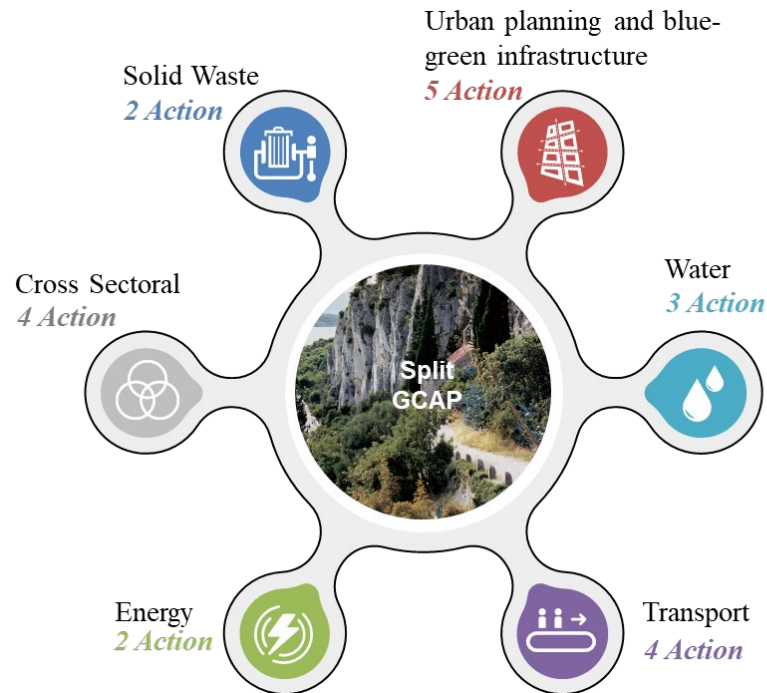 Urban planning and blue-
green infrastructure
5 Action
Solid Waste
2 Action
Water
3 Action
Cross Sectoral
4 Action
Split
GCAP
Energy
2 Action
Transport
4 Action